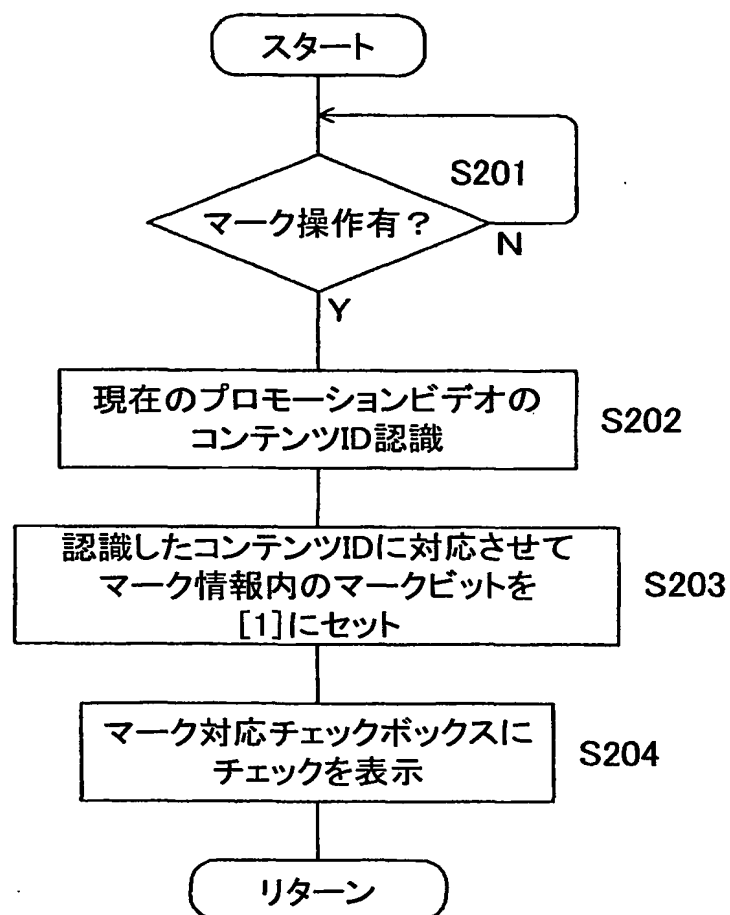 スタート
S201
マーク操作有？
N
Y
現在のプロモーションビデオの
コンテンツID認識
S202
認識したコンテンツIDに対応させて
マーク情報内のマークビットを
[1]にセット
S203
マーク対応チェックボックスに
チェックを表示
S204
リターン